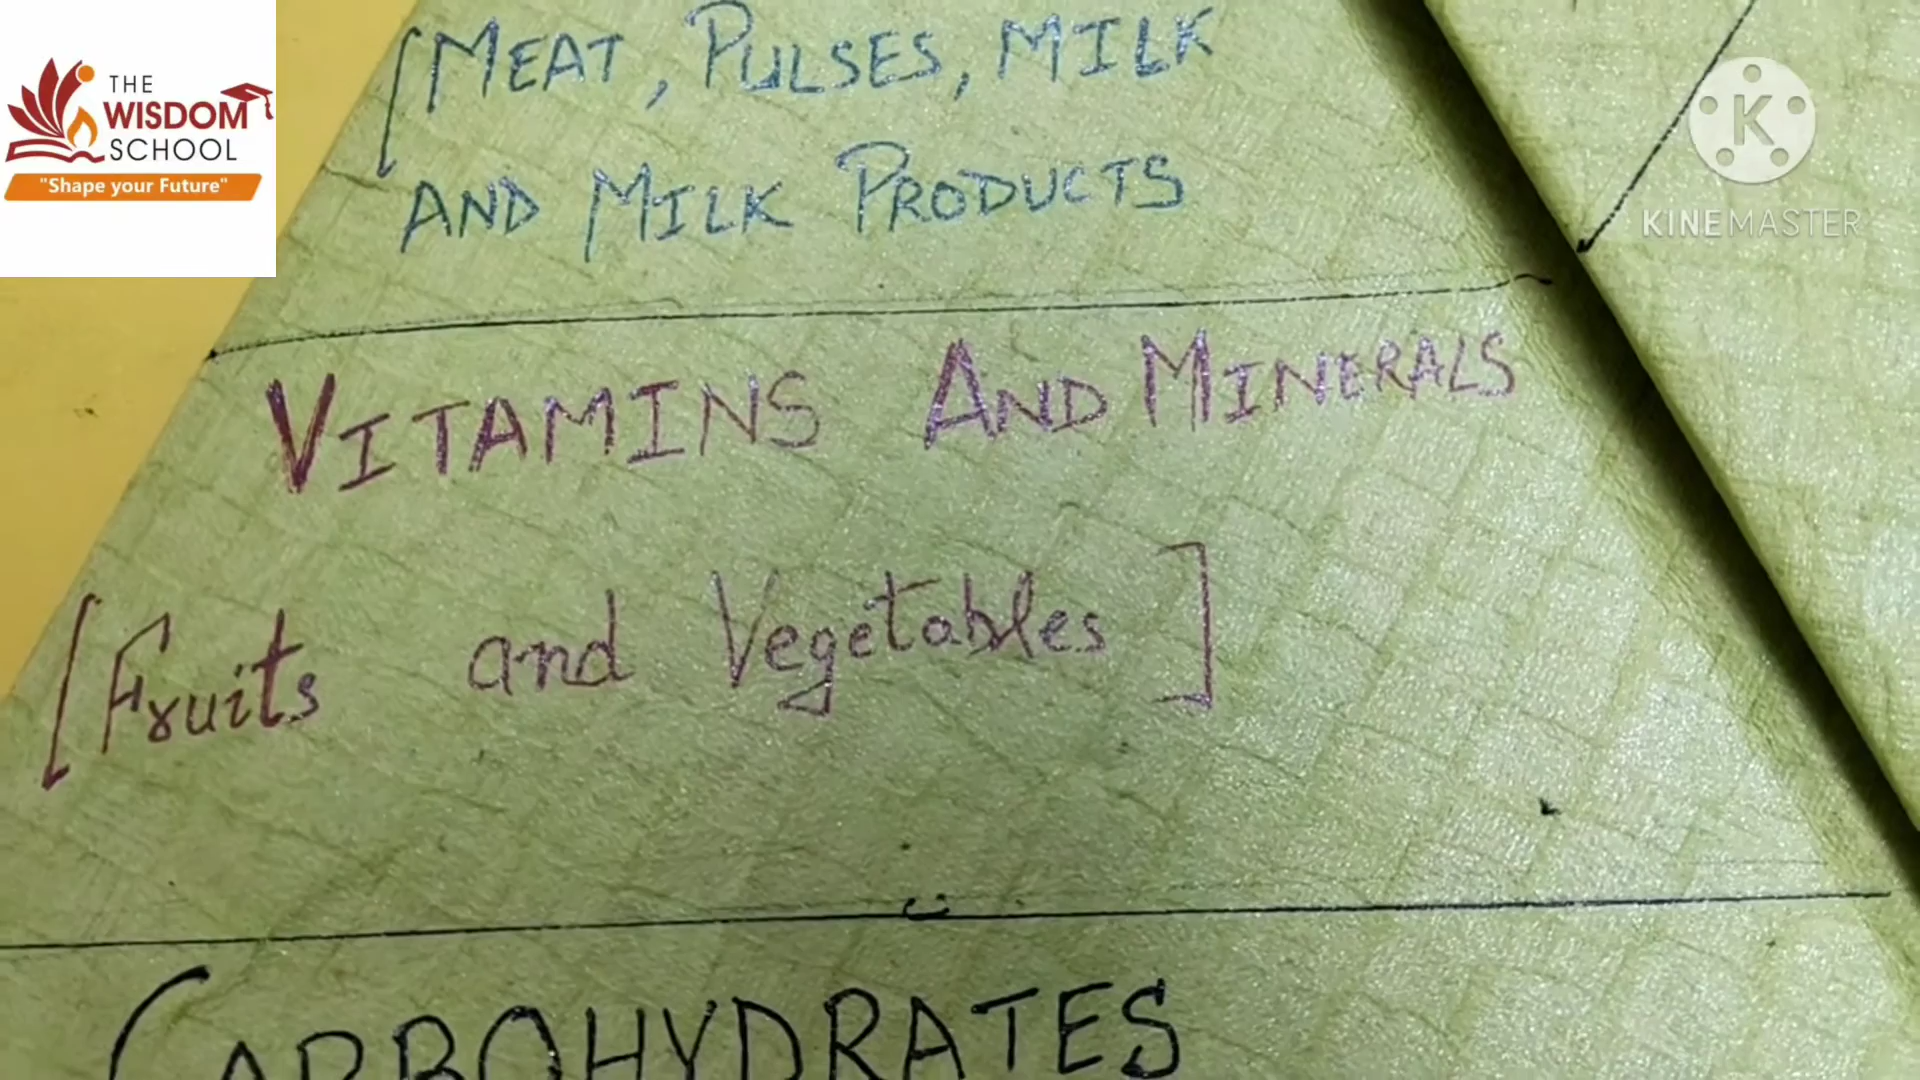 THE
WISDOM
SCHOOL
"Shape your Future"
[MEAT, PULSES, MILK
AND MILK PRODUCTS
KINEMASTER
VITAMINS AND MINERALS
[Fruits and Vegetables]
CARBOHYDRATES